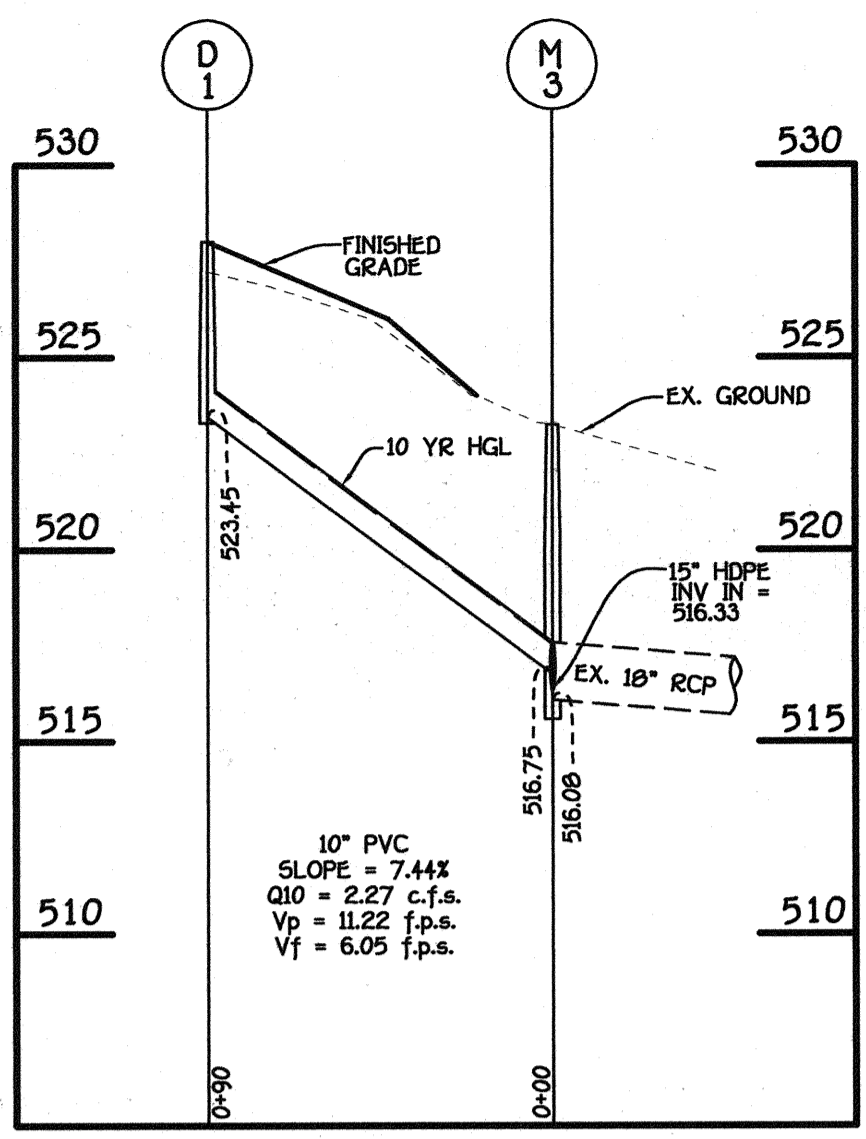 D
1
M
3
530
530
FINISHED
GRADE
525
525
EX. GROUND
10 YR HGL
523.45
520
520
15" HDPE
INV IN =
516.33
EX. 18" RCP
515
515
516.75
516.08
10" PVC
SLOPE = 7.44%
Q10 = 2.27 c.f.s.
Vp = 11.22 f.p.s.
Vf = 6.05 f.p.s.
510
510
0+90
0+00